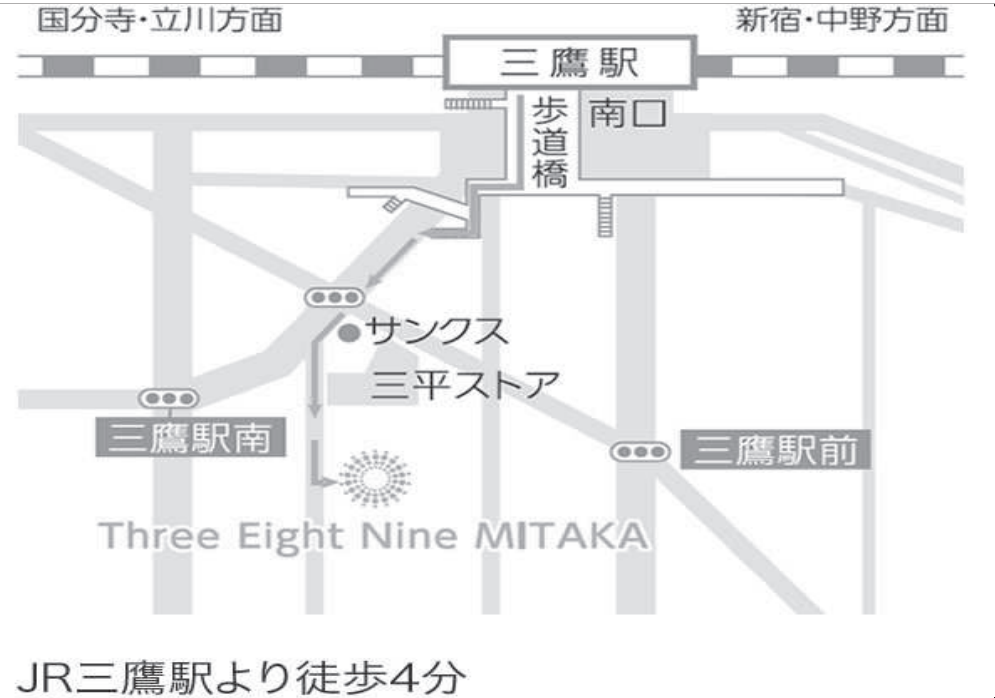 国分寺・立川方面
新宿・中野方面
三鷹駅
歩道橋
南口
サンクス
三平ストア
三鷹駅南
三鷹駅前
Three Eight Nine MITAKA
JR三鷹駅より徒歩4分